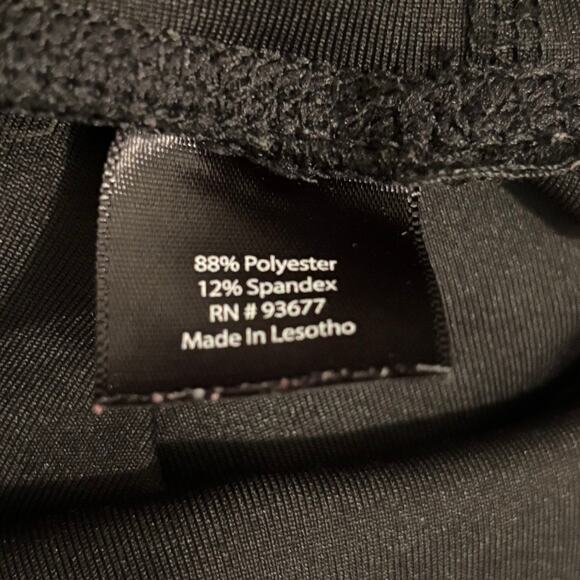 88% Polyester
12% Spandex
RN # 93677
Made In Lesotho